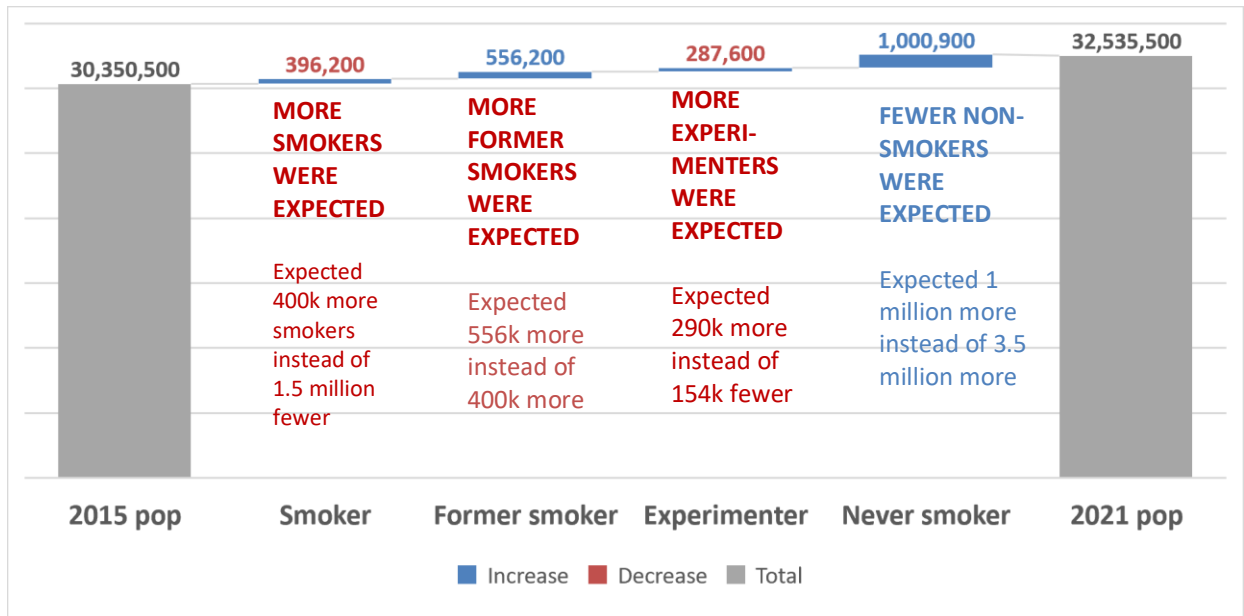 30,350,500
396,200
556,200
287,600
1,000,900
32,535,500
MORE
SMOKERS
WERE
EXPECTED
Expected
400k more
smokers
instead of
1.5 million
fewer
MORE
FORMER
SMOKERS
WERE
EXPECTED
Expected
556k more
instead of
400k more
MORE
EXPERI-
MENTERS
WERE
EXPECTED
Expected
290k more
instead of
154k fewer
FEWER NON-
SMOKERS
WERE
EXPECTED
Expected 1
million more
instead of 3.5
million more
2015 pop
Smoker
Former smoker
Experimenter
Never smoker
2021 pop
Increase
Decrease
Total